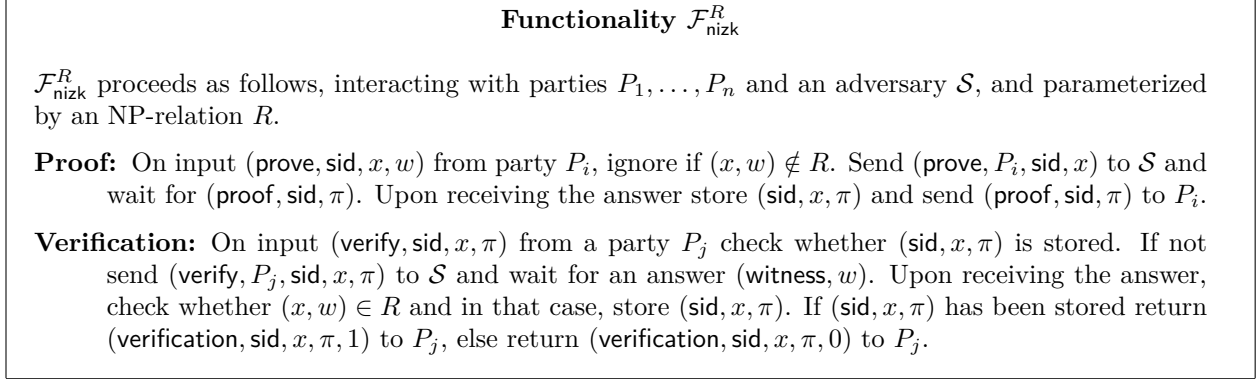 Functionality $\mathcal{F}^R_{\mathsf{nizk}}$
$\mathcal{F}^R_{\mathsf{nizk}}$ proceeds as follows, interacting with parties $P_1, \ldots, P_n$ and an adversary $\mathcal{S}$, and parameterized
by an NP-relation $R$.
Proof: On input (prove, sid, $x, w$) from party $P_i$, ignore if $(x, w) \notin R$. Send (prove, $P_i$, sid, $x$) to $\mathcal{S}$ and
wait for (proof, sid, $\pi$). Upon receiving the answer store (sid, $x, \pi$) and send (proof, sid, $\pi$) to $P_i$.
Verification: On input (verify, sid, $x, \pi$) from a party $P_j$ check whether (sid, $x, \pi$) is stored. If not
send (verify, $P_j$, sid, $x, \pi$) to $\mathcal{S}$ and wait for an answer (witness, $w$). Upon receiving the answer,
check whether $(x, w) \in R$ and in that case, store (sid, $x, \pi$). If (sid, $x, \pi$) has been stored return
(verification, sid, $x, \pi, 1$) to $P_j$, else return (verification, sid, $x, \pi, 0$) to $P_j$.